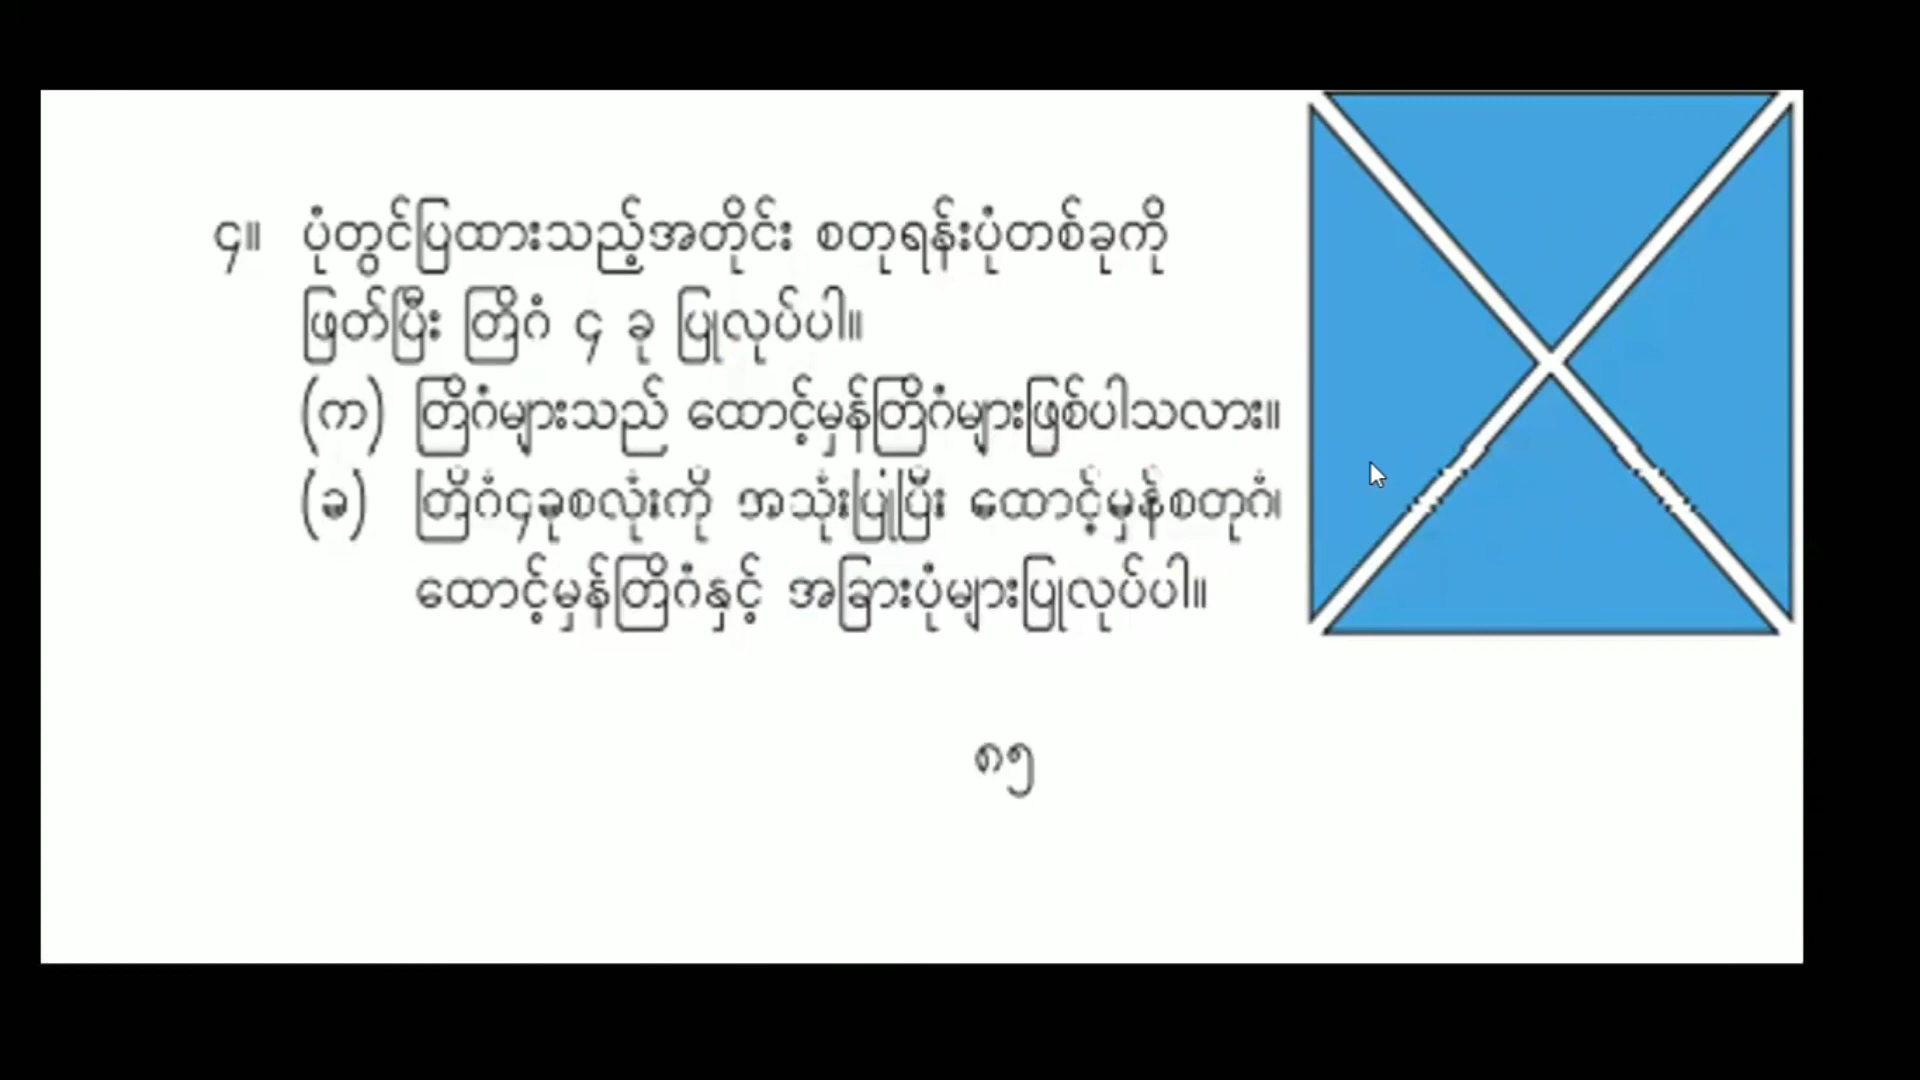 ၄။ ပုံတွင်ပြထားသည့်အတိုင်း စတုရန်းပုံတစ်ခုကို
ဖြတ်ပြီး တြိဂံ ၄ ခု ပြုလုပ်ပါ။
(က) တြိဂံများသည် ထောင့်မှန်တြိဂံများဖြစ်ပါသလား။
(ခ) တြိဂံ၄ခုစလုံးကို အသုံးပြုပြီး ထောင့်မှန်စတုဂံ၊
ထောင့်မှန်တြိဂံနှင့် အခြားပုံများပြုလုပ်ပါ။
၈၅